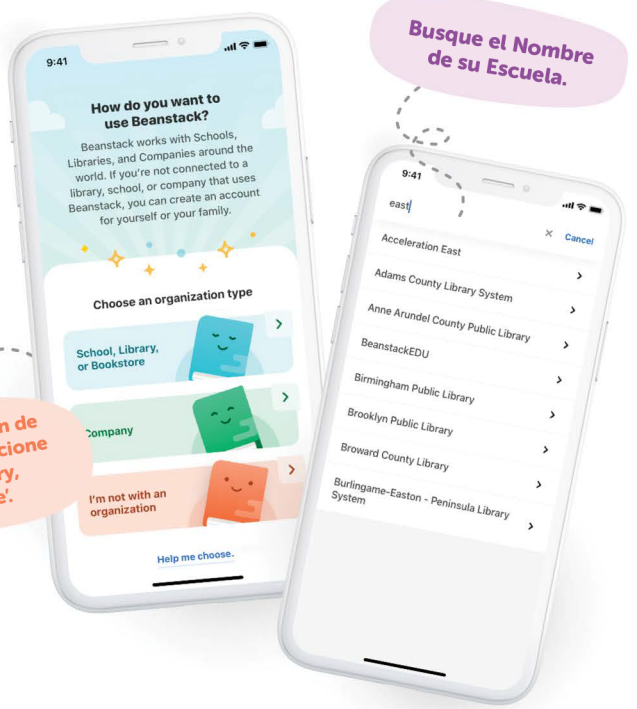 9:41
How do you want to
use Beanstack?
Beanstack works with Schools,
Libraries, and Companies around the
world. If you're not connected to a
library, school, or company that uses
Beanstack, you can create an account
for yourself or your family.
Choose an organization type
School, Library,
or Bookstore
Company
I'm not with an
organization
Help me choose.
n de
cione
ry,
e'.
Busque el Nombre
de su Escuela.
9:41
east
Cancel
Acceleration East
Adams County Library System
Anne Arundel County Public Library
BeanstackEDU
Birmingham Public Library
Brooklyn Public Library
Broward County Library
Burlingame-Easton - Peninsula Library
System